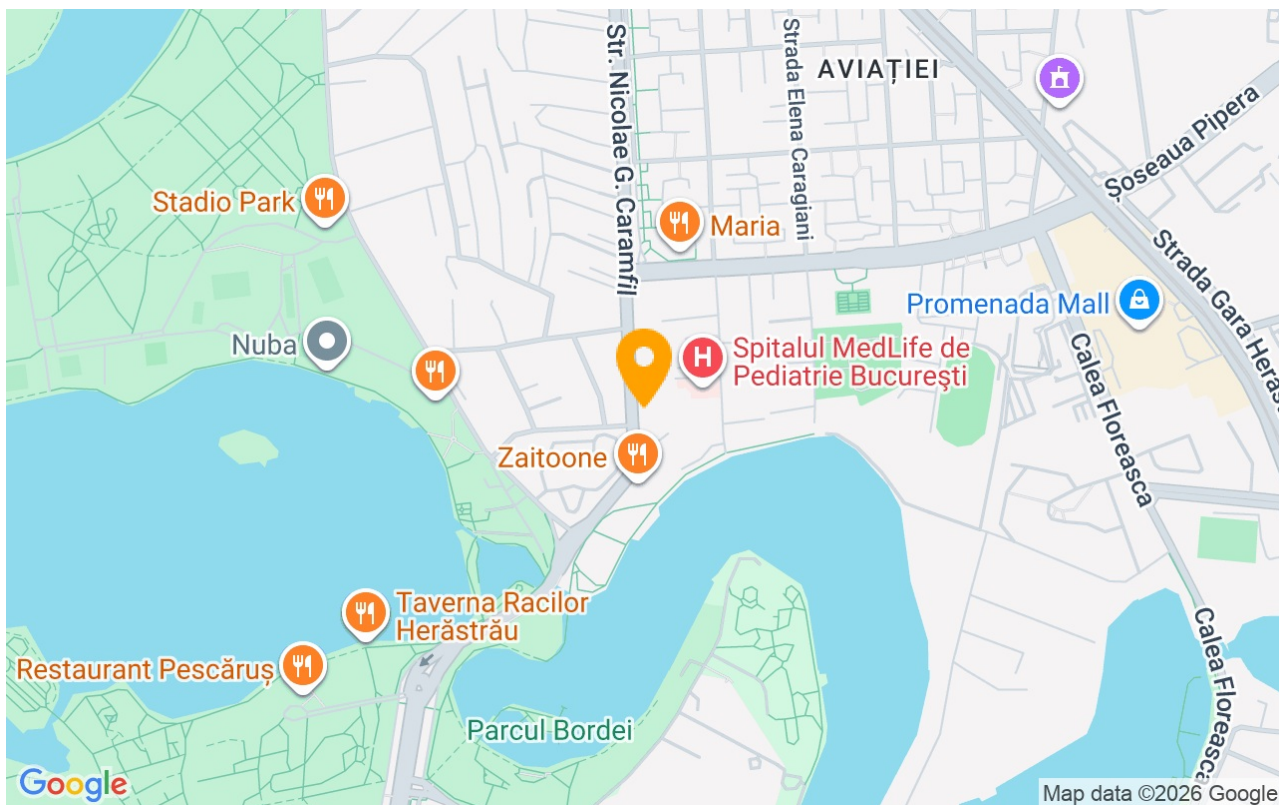 Str. Nicolae G. Caramfil
Strada Elena Caragiani
AVIAȚIEI
Șoseaua Pipera
Stadio Park
Maria
Strada Gara Herăs
Promenada Mall
Nuba
Spitalul MedLife de
Pediatrie București
Calea Floreasca
Zaitoone
Taverna Racilor
Herăstrău
Restaurant Pescăruș
Calea Floreasca
Parcul Bordei
Google
Map data ©2026 Google